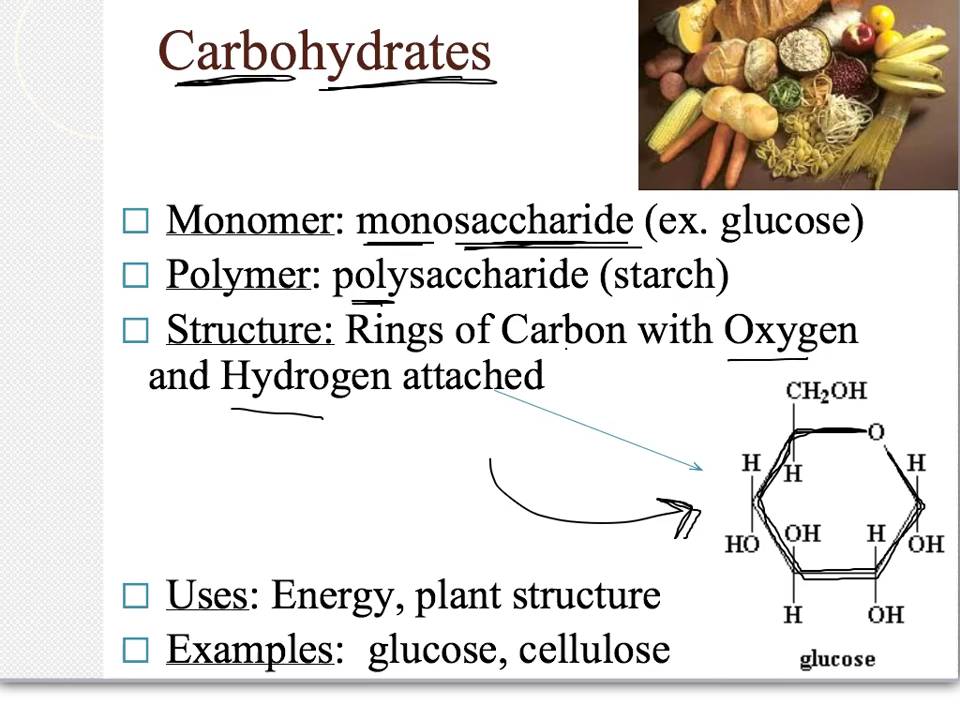 Carbohydrates
Monomer: monosaccharide (ex. glucose)
Polymer: polysaccharide (starch)
Structure: Rings of Carbon with Oxygen
and Hydrogen attached
CH₂OH
O
H
H
H
HO
OH
H
OH
H
OH
glucose
Uses: Energy, plant structure
Examples: glucose, cellulose